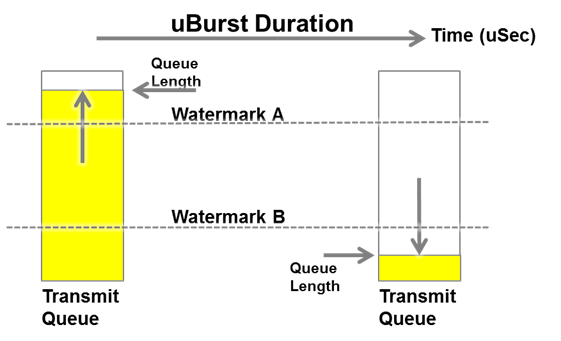 uBurst Duration
Time (uSec)
Queue
Length
Watermark A
Watermark B
Queue
Length
Transmit
Queue
Transmit
Queue